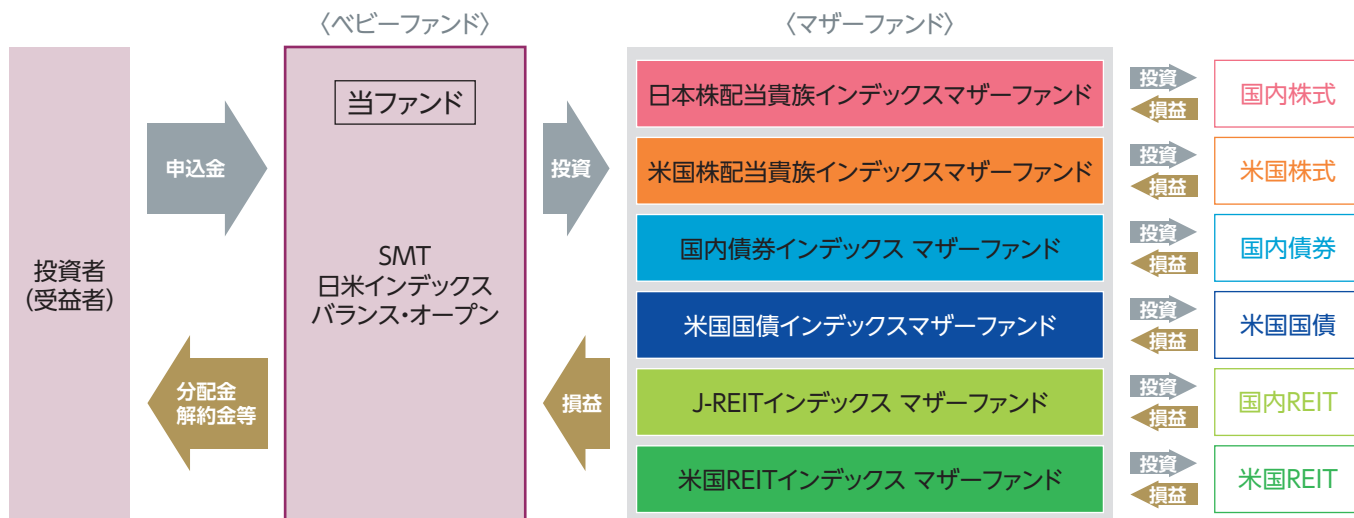 〈ベビーファンド〉
〈マザーファンド〉
投資者
(受益者)
申込金
分配金
解約金等
当ファンド
SMT
日米インデックス
バランス・オープン
投資
損益
日本株配当貴族インデックスマザーファンド
投資
損益
国内株式
米国株配当貴族インデックスマザーファンド
投資
損益
米国株式
国内債券インデックス マザーファンド
投資
損益
国内債券
米国国債インデックスマザーファンド
投資
損益
米国国債
J-REITインデックス マザーファンド
投資
損益
国内REIT
米国REITインデックス マザーファンド
投資
損益
米国REIT